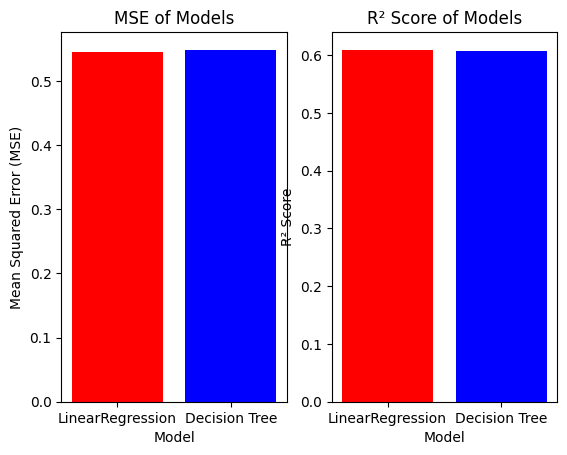 MSE of Models
Mean Squared Error (MSE)
0.5
0.4
0.3
0.2
0.1
0.0
LinearRegression Decision Tree
Model
R² Score of Models
R² Score
0.6
0.5
0.4
0.3
0.2
0.1
0.0
LinearRegression Decision Tree
Model